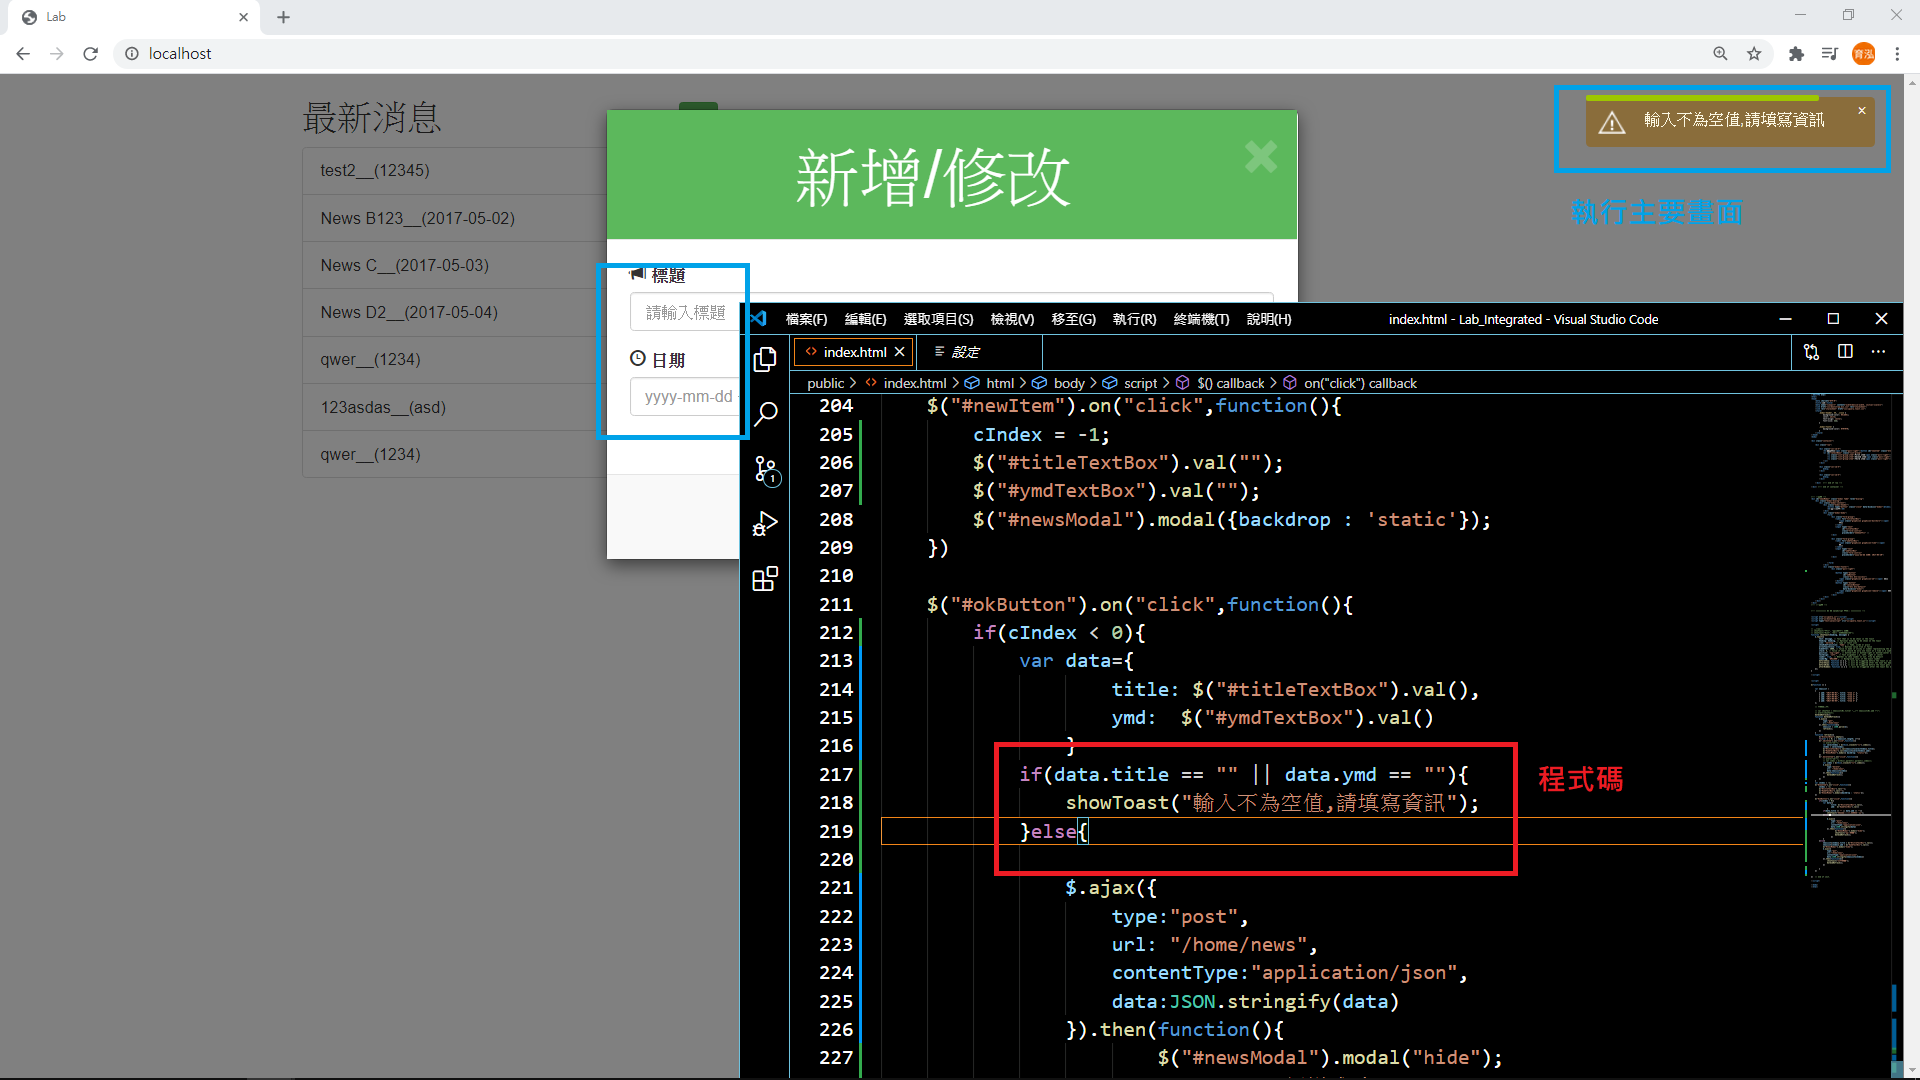 Lab
localhost
育泓
最新消息
test2__(12345)
News B123__(2017-05-02)
News C__(2017-05-03)
News D2__(2017-05-04)
qwer__(1234)
123asdas__(asd)
qwer__(1234)
新增/修改
標題
請輸入標題
日期
yyyy-mm-dd
輸入不為空值,請填寫資訊
執行主要畫面
檔案(F) 編輯(E) 選取項目(S) 檢視(V) 移至(G) 執行(R) 終端機(T) 說明(H) index.html - Lab_Integrated - Visual Studio Code
index.html 設定
public > index.html > html > body > script > $() callback > on("click") callback
1
204 $("#newItem").on("click",function(){
205 cIndex = -1;
206 $("#titleTextBox").val("");
207 $("#ymdTextBox").val("");
208 $("#newsModal").modal({backdrop : 'static'});
209 })
210
211 $("#okButton").on("click",function(){
212 if(cIndex < 0){
213 var data={
214 title: $("#titleTextBox").val(),
215 ymd: $("#ymdTextBox").val()
216 }
217 if(data.title == "" || data.ymd == ""){
218 showToast("輸入不為空值,請填寫資訊");
219 }else{
220
221 $.ajax({
222 type:"post",
223 url: "/home/news",
224 contentType:"application/json",
225 data:JSON.stringify(data)
226 }).then(function(){
227 $("#newsModal").modal("hide");
程式碼